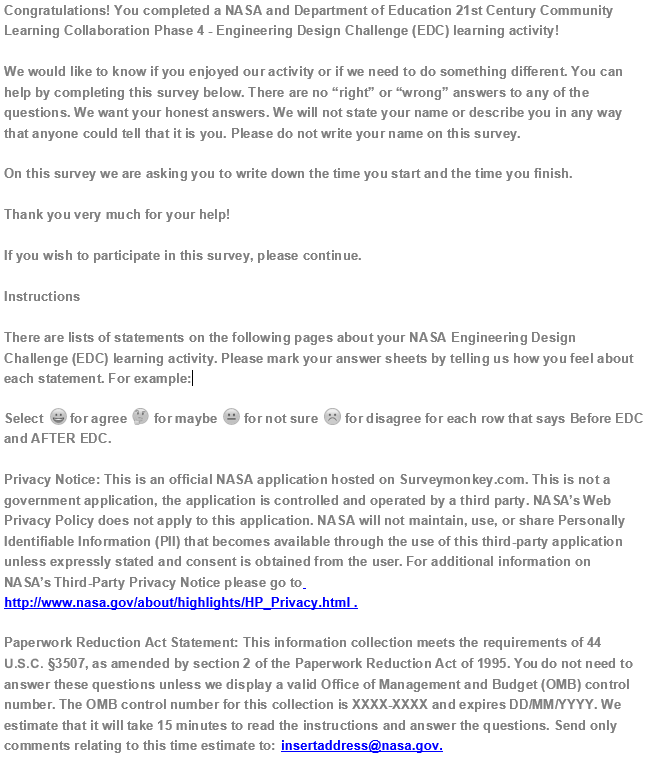 Congratulations! You completed a NASA and Department of Education 21st Century Community
Learning Collaboration Phase 4 - Engineering Design Challenge (EDC) learning activity!
We would like to know if you enjoyed our activity or if we need to do something different. You can
help by completing this survey below. There are no “right” or “wrong” answers to any of the
questions. We want your honest answers. We will not state your name or describe you in any way
that anyone could tell that it is you. Please do not write your name on this survey.
On this survey we are asking you to write down the time you start and the time you finish.
Thank you very much for your help!
If you wish to participate in this survey, please continue.
Instructions
There are lists of statements on the following pages about your NASA Engineering Design
Challenge (EDC) learning activity. Please mark your answer sheets by telling us how you feel about
each statement. For example:
Select 😀 for agree 🤔 for maybe 😐 for not sure ☹ for disagree for each row that says Before EDC
and AFTER EDC.
Privacy Notice: This is an official NASA application hosted on Surveymonkey.com. This is not a
government application, the application is controlled and operated by a third party. NASA’s Web
Privacy Policy does not apply to this application. NASA will not maintain, use, or share Personally
Identifiable Information (PII) that becomes available through the use of this third-party application
unless expressly stated and consent is obtained from the user. For additional information on
NASA’s Third-Party Privacy Notice please go to
http://www.nasa.gov/about/highlights/HP_Privacy.html .
Paperwork Reduction Act Statement: This information collection meets the requirements of 44
U.S.C. §3507, as amended by section 2 of the Paperwork Reduction Act of 1995. You do not need to
answer these questions unless we display a valid Office of Management and Budget (OMB) control
number. The OMB control number for this collection is XXXX-XXXX and expires DD/MM/YYYY. We
estimate that it will take 15 minutes to read the instructions and answer the questions. Send only
comments relating to this time estimate to: insertaddress@nasa.gov.